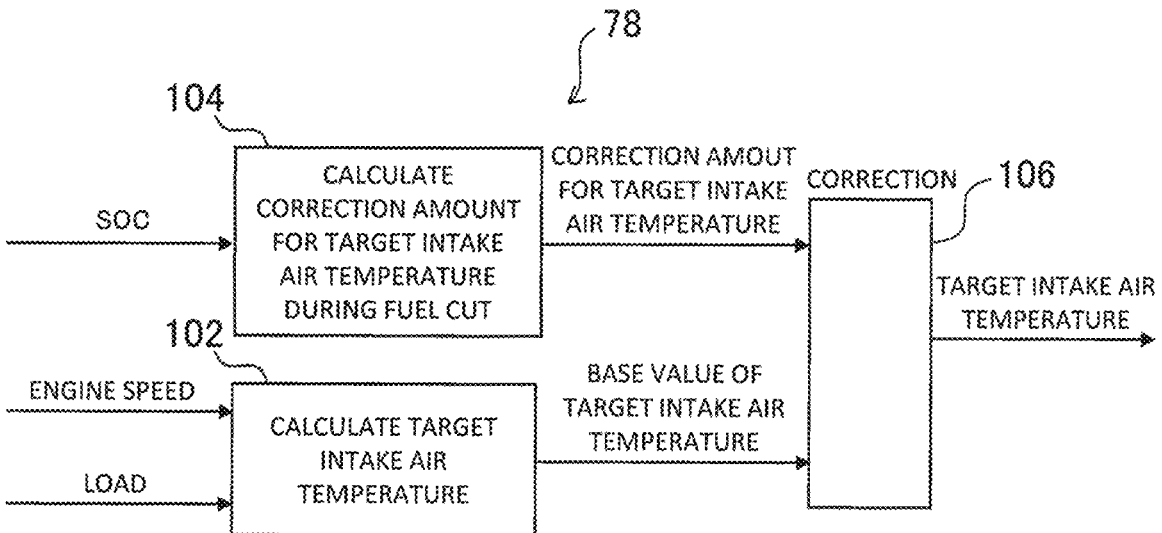 78
104
CALCULATE
CORRECTION AMOUNT
FOR TARGET INTAKE
AIR TEMPERATURE
DURING FUEL CUT
SOC
CORRECTION AMOUT
FOR TARGET INTAKE
AIR TEMPERATURE
CORRECTION
106
TARGET INTAKE AIR
TEMPERATURE
102
ENGINE SPEED
LOAD
CALCULATE TARGET
INTAKE AIR
TEMPERATURE
BASE VALUE OF
TARGET INTAKE AIR
TEMPERATURE